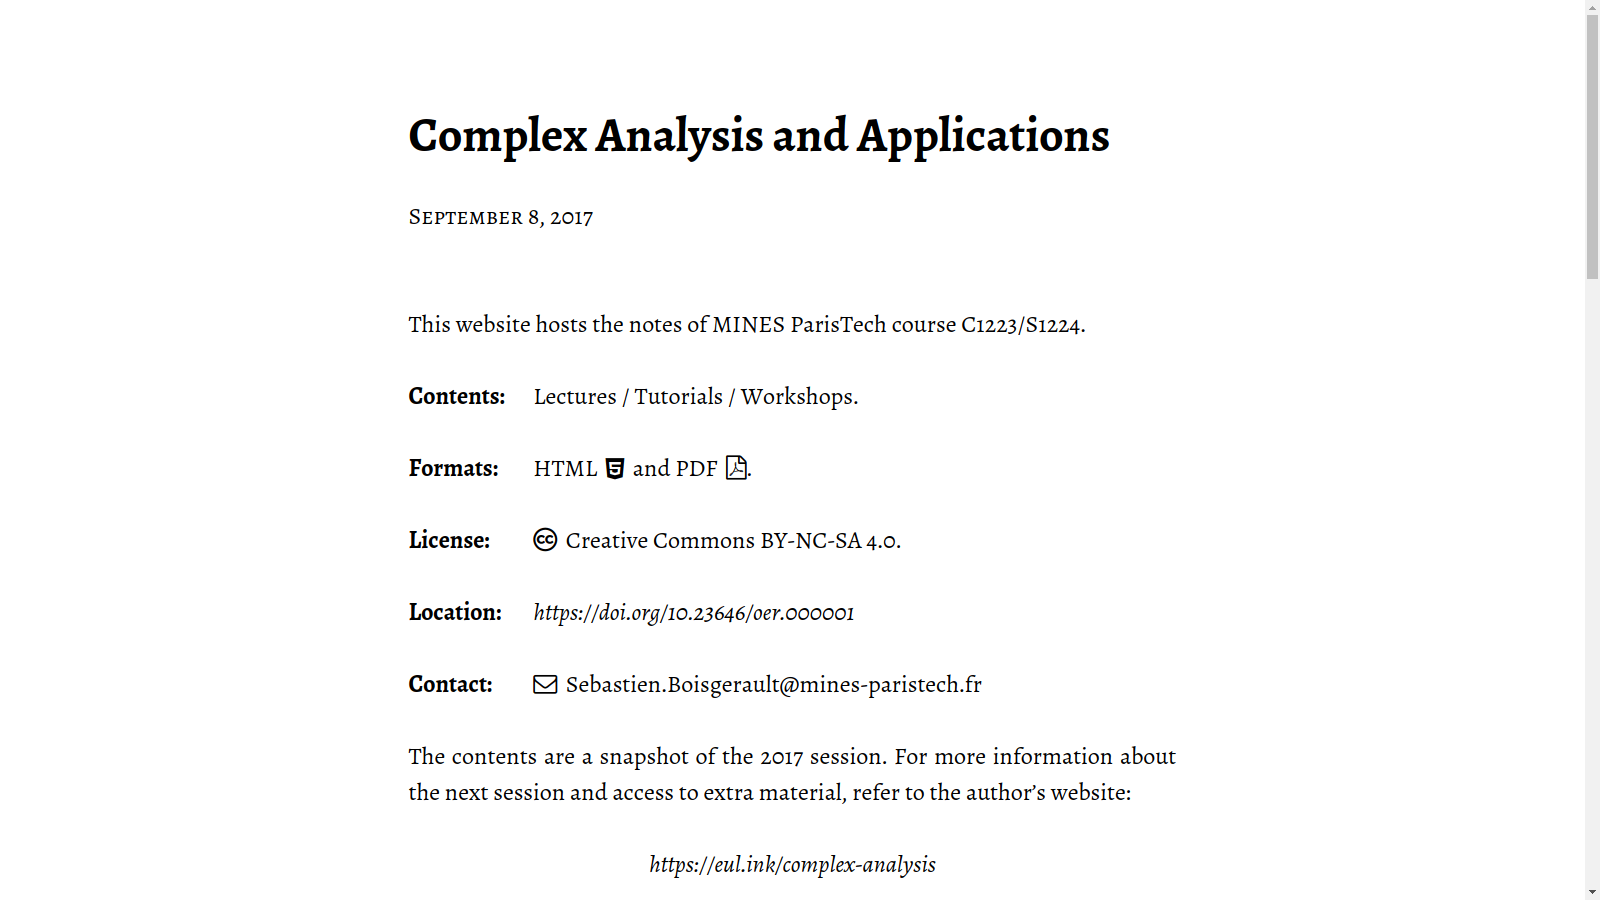 Complex Analysis and Applications
September 8, 2017
This website hosts the notes of MINES ParisTech course C1223/S1224.
Contents: Lectures / Tutorials / Workshops.
Formats: HTML and PDF .
License: Creative Commons BY-NC-SA 4.0.
Location: https://doi.org/10.23646/oer.000001
Contact: Sebastien.Boisgerault@mines-paristech.fr
The contents are a snapshot of the 2017 session. For more information about
the next session and access to extra material, refer to the author’s website:
https://eul.ink/complex-analysis